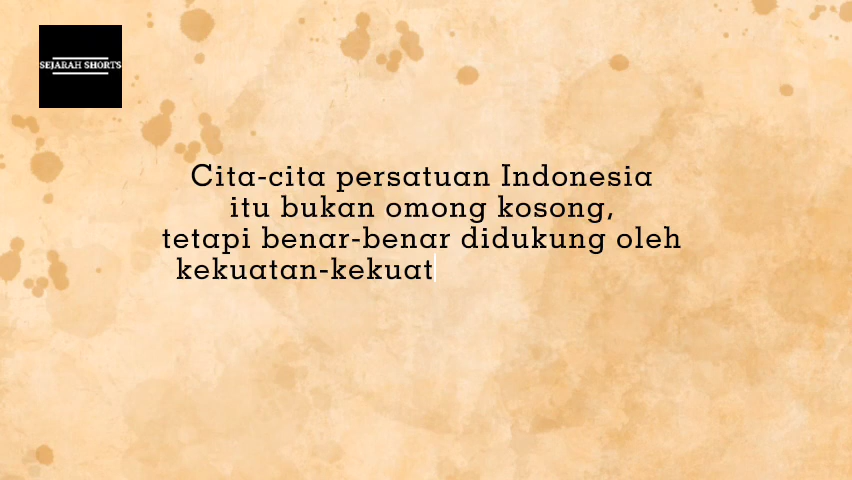 SEJARAH SHORTS
Cita-cita persatuan Indonesia
itu bukan omong kosong,
tetapi benar-benar didukung oleh
kekuatan-kekuat